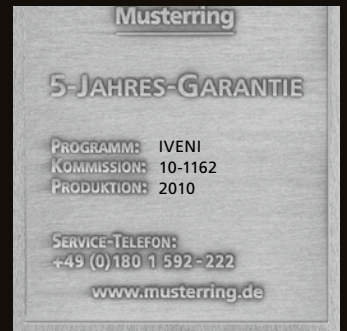 Musterring
5-JAHRES-GARANTIE
PROGRAMM: IVENI
KOMMISSION: 10-1162
PRODUKTION: 2010
SERVICE-TELEFON:
+49 (0)180 1 592-222
www.musterring.de